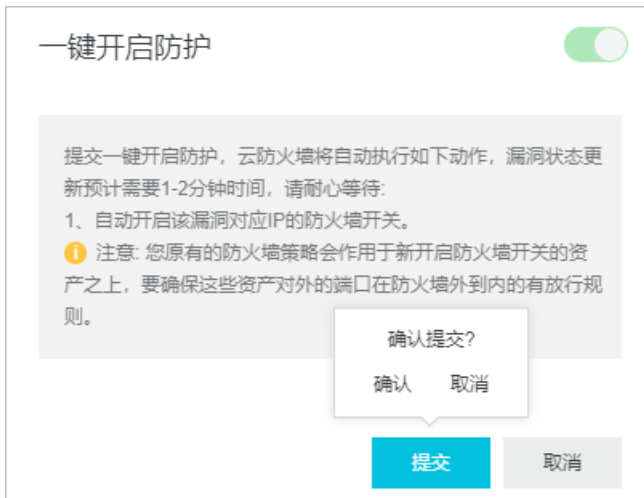 一键开启防护
提交一键开启防护，云防火墙将自动执行如下动作，漏洞状态更
新预计需要1-2分钟时间，请耐心等待:
1、自动开启该漏洞对应IP的防火墙开关。
注意: 您原有的防火墙策略会作用于新开启防火墙开关的资
产之上，要确保这些资产对外的端口在防火墙外到内的有放行规
则。
确认提交?
确认 取消
提交 取消